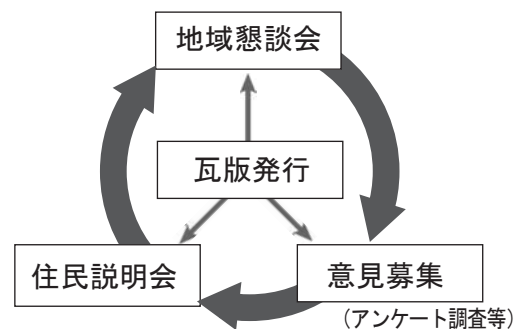 地域懇談会
瓦版発行
住民説明会
意見募集
（アンケート調査等）